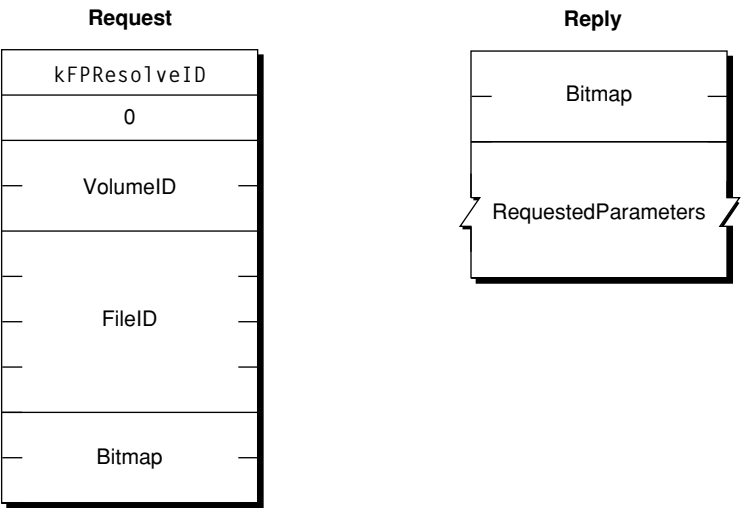 Request
kFPResolveID
0
VolumeID
FileID
Bitmap
Reply
Bitmap
RequestedParameters